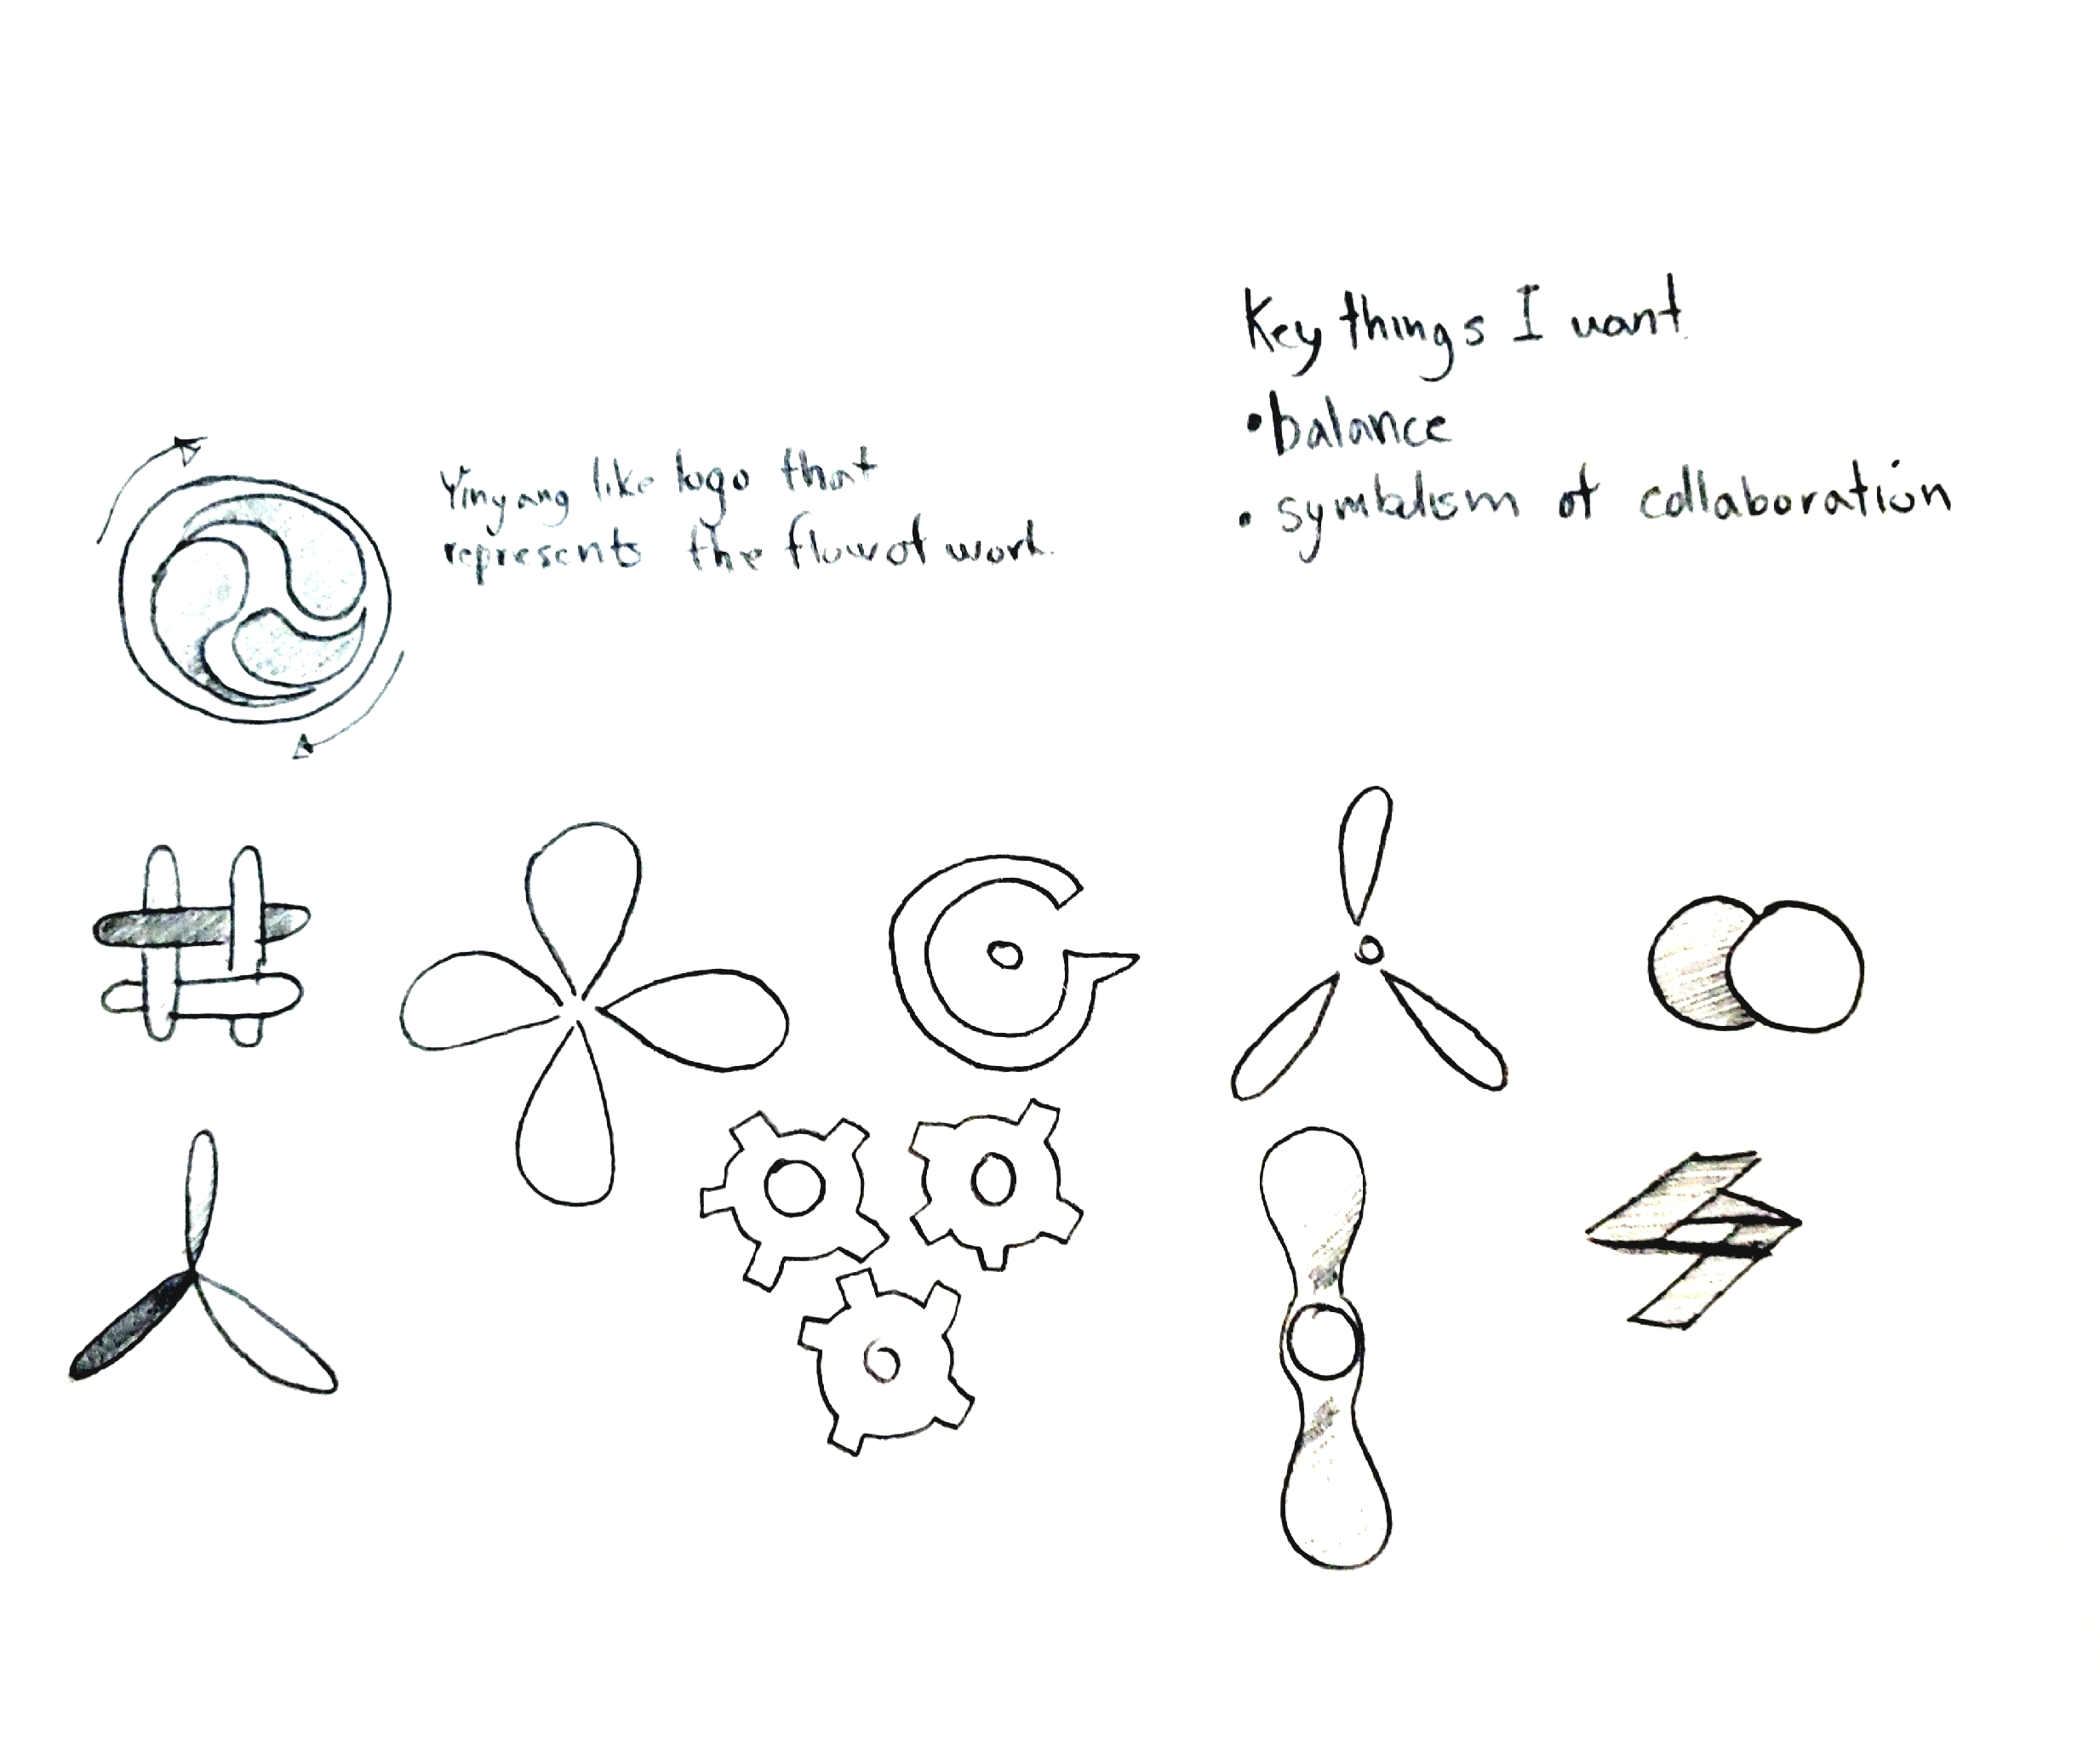 Key things I want
• balance
• symbolism of collaboration
Yinyang like logo that
represents the flow of work.